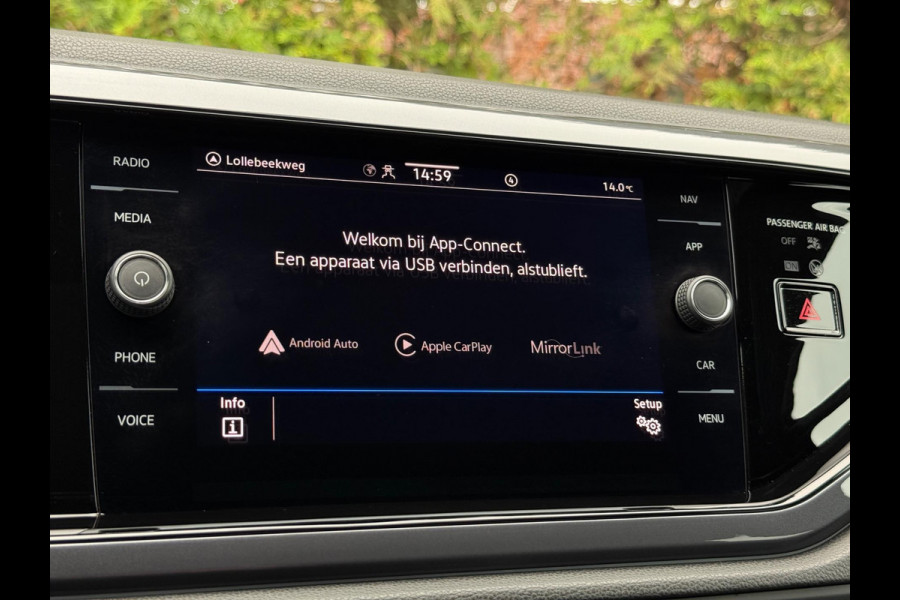 RADIO
MEDIA
PHONE
VOICE
Lollebeekweg
14:59
4
14.0°C
Welkom bij App-Connect.
Een apparaat via USB verbinden, alstublieft.
Android Auto
Apple CarPlay
MirrorLink
Info
i
Setup
NAV
APP
CAR
MENU
PASSENGER AIR BAG
OFF